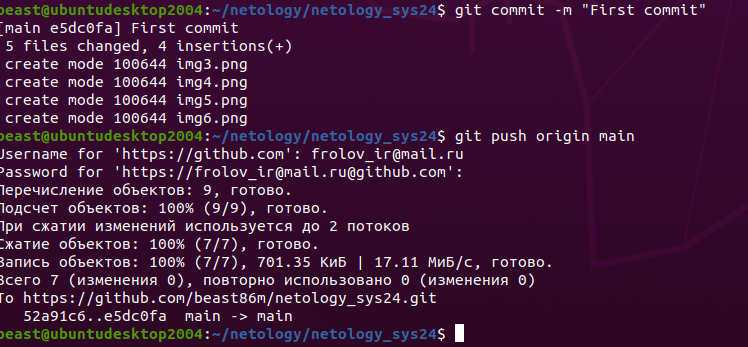 beast@ubuntudesktop2004:~/netology/netology_sys24$ git commit -m "First commit"
[main e5dc0fa] First commit
5 files changed, 4 insertions(+)
create mode 100644 img3.png
create mode 100644 img4.png
create mode 100644 img5.png
create mode 100644 img6.png
beast@ubuntudesktop2004:~/netology/netology_sys24$ git push origin main
Username for 'https://github.com': frolov_ir@mail.ru
Password for 'https://frolov_ir@mail.ru@github.com':
Перечисление объектов: 9, готово.
Подсчет объектов: 100% (9/9), готово.
При сжатии изменений используется до 2 потоков
Сжатие объектов: 100% (7/7), готово.
Запись объектов: 100% (7/7), 701.35 КиБ | 17.11 МиБ/с, готово.
Всего 7 (изменения 0), повторно использовано 0 (изменения 0)
To https://github.com/beast86m/netology_sys24.git
52a91c6..e5dc0fa  main -> main
beast@ubuntudesktop2004:~/netology/netology_sys24$